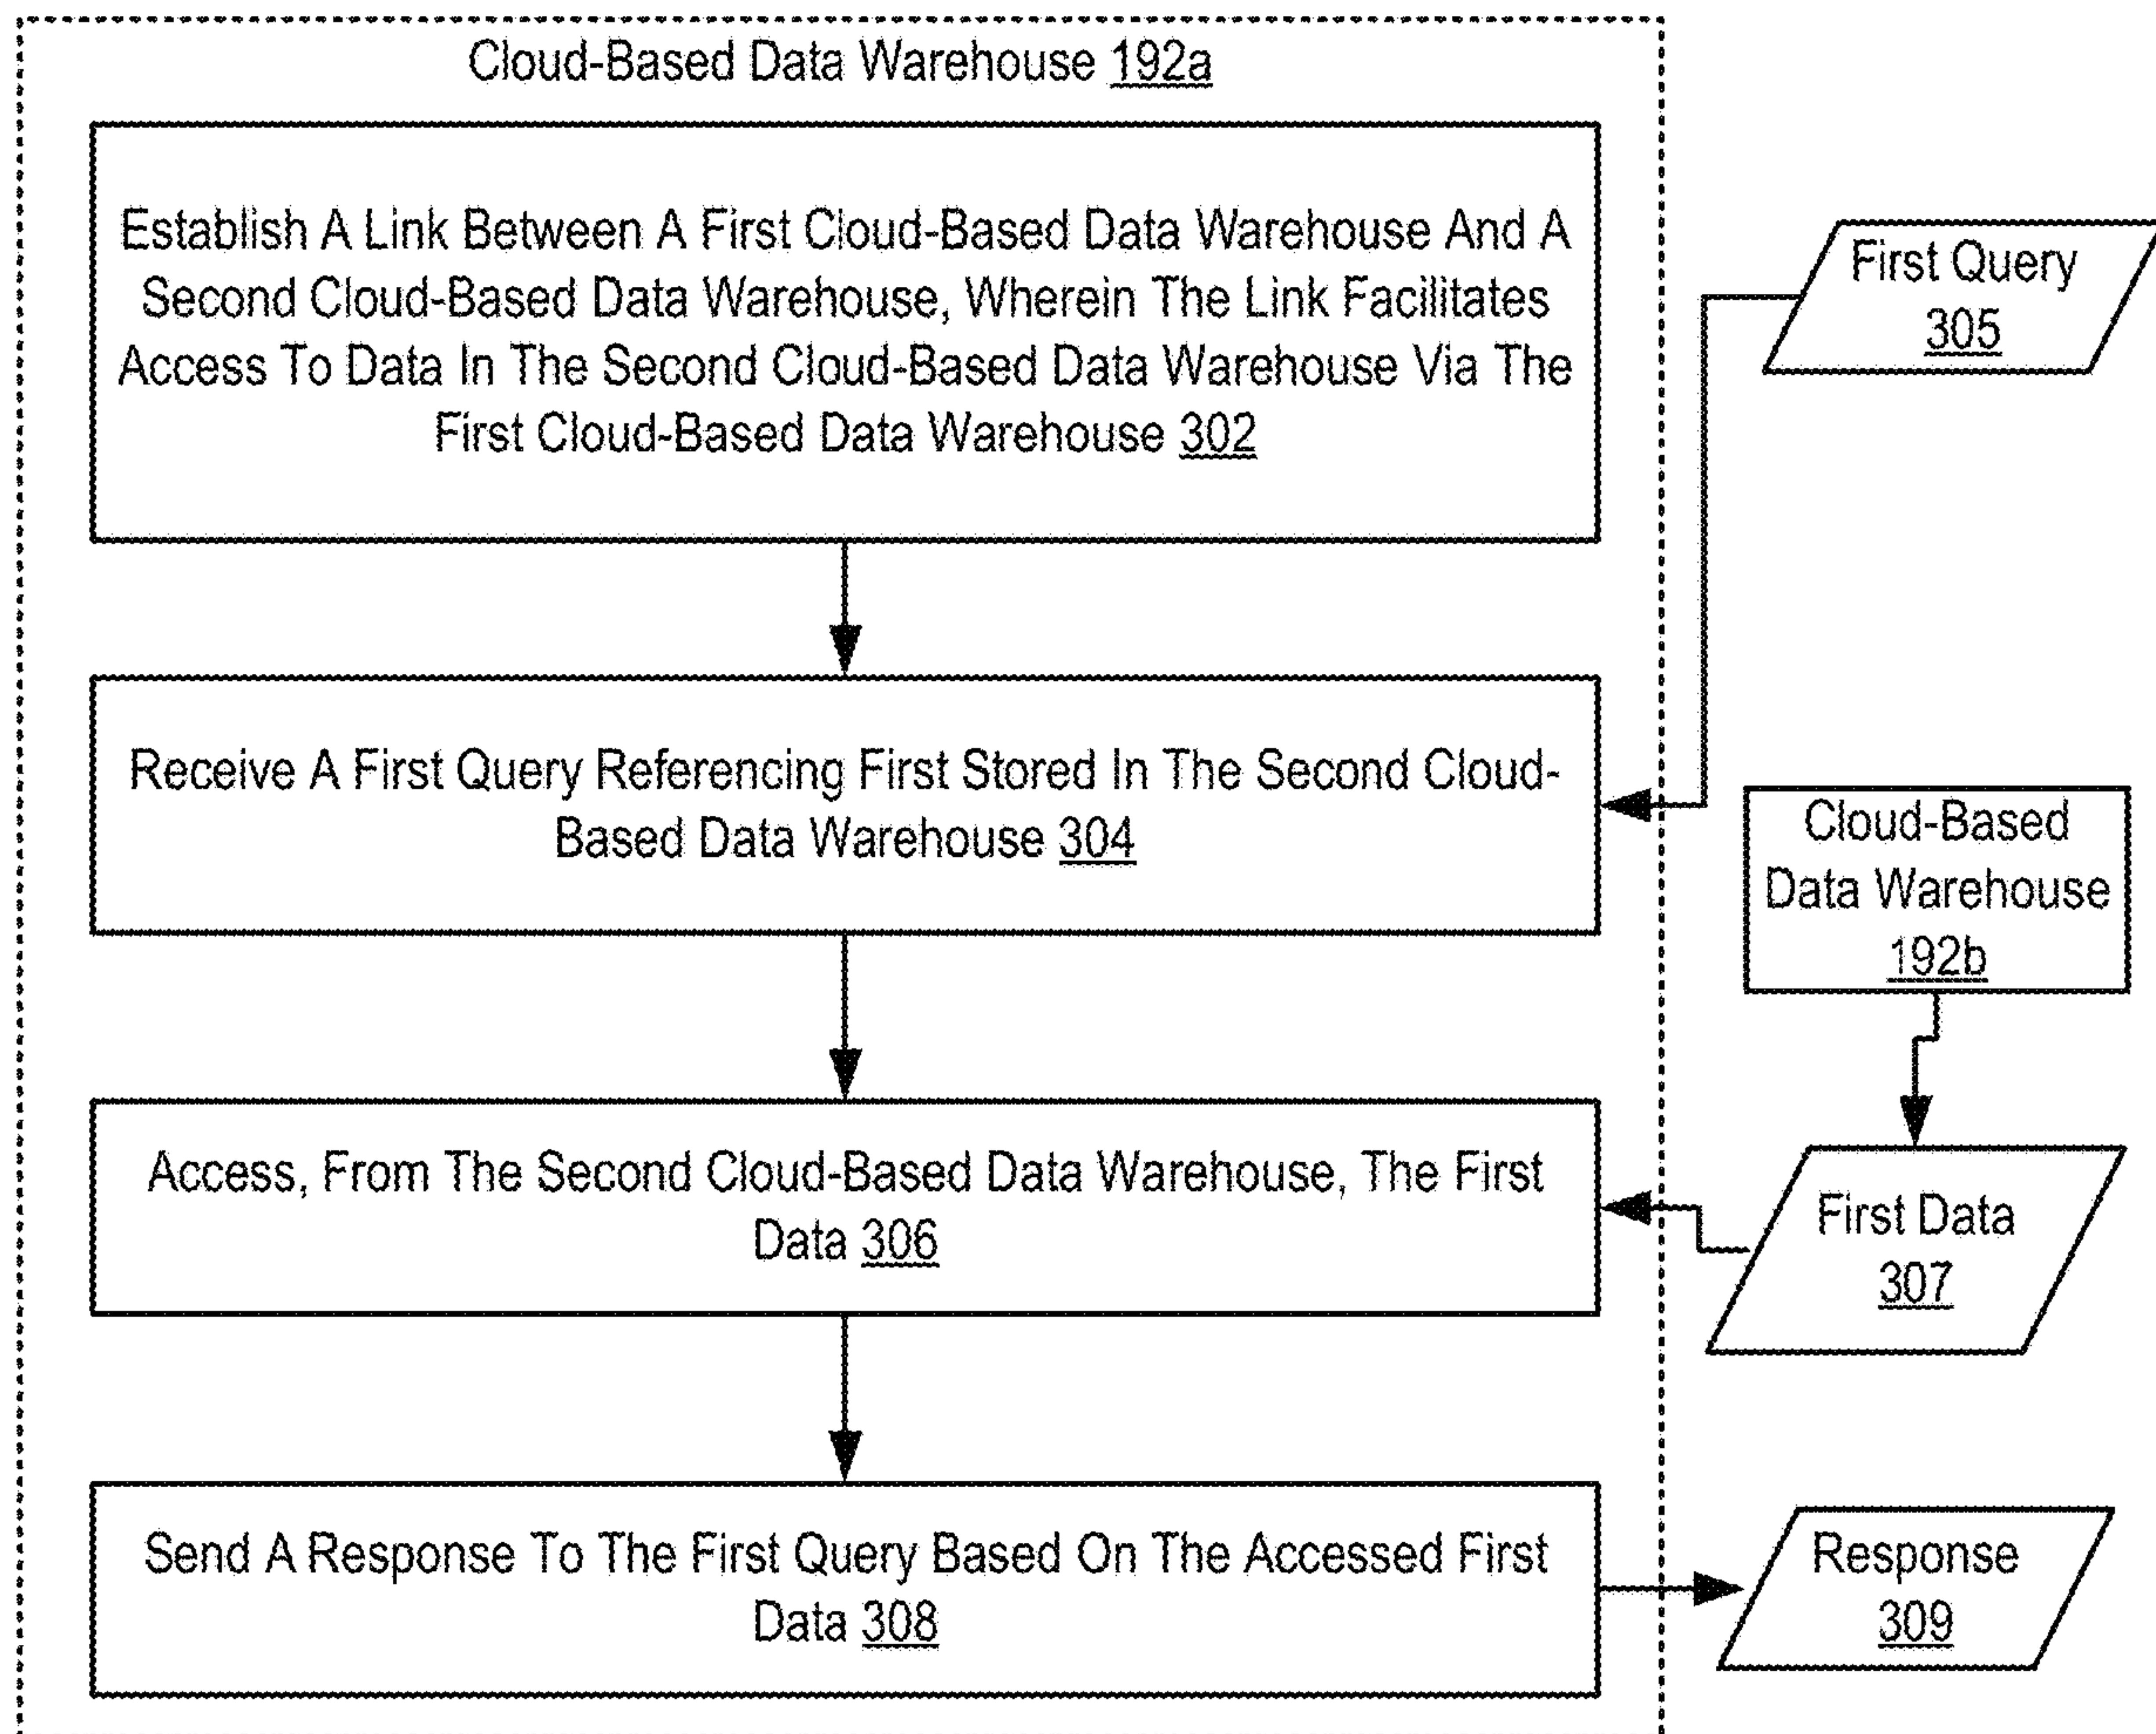 Cloud-Based Data Warehouse 192a
Establish A Link Between A First Cloud-Based Data Warehouse And A
Second Cloud-Based Data Warehouse, Wherein The Link Facilitates
Access To Data In The Second Cloud-Based Data Warehouse Via The
First Cloud-Based Data Warehouse 302
First Query
305
Receive A First Query Referencing First Stored In The Second Cloud-
Based Data Warehouse 304
Cloud-Based
Data Warehouse
192b
Access, From The Second Cloud-Based Data Warehouse, The First
Data 306
First Data
307
Send A Response To The First Query Based On The Accessed First
Data 308
Response
309